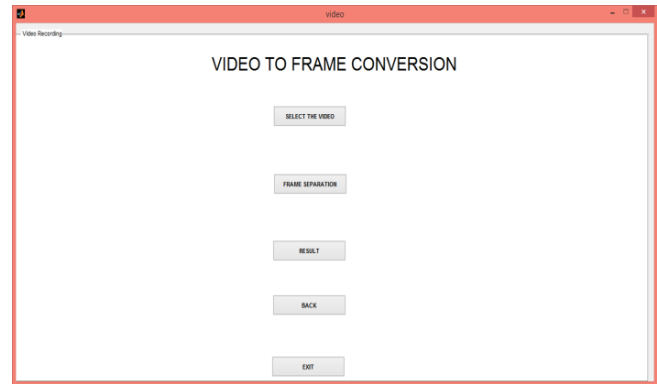 video
Video Recording
VIDEO TO FRAME CONVERSION
SELECT THE VIDEO
FRAME SEPARATION
RESULT
BACK
EXIT